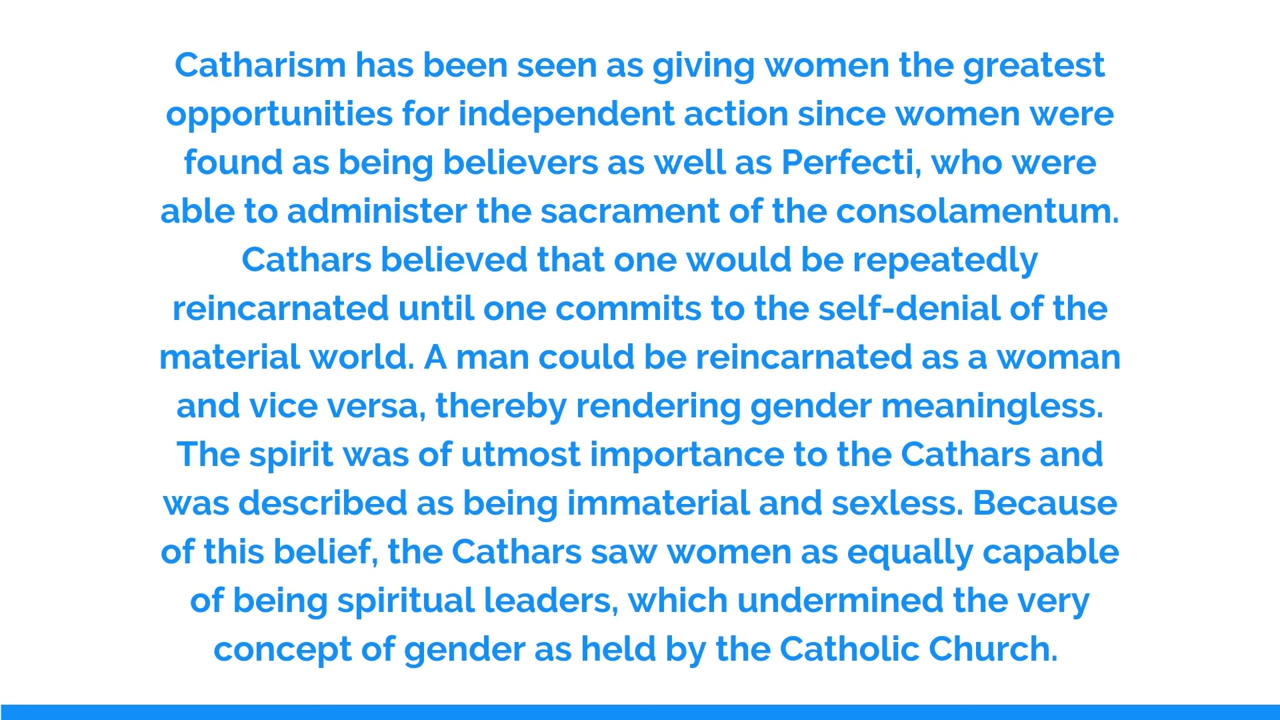 Catharism has been seen as giving women the greatest
opportunities for independent action since women were
found as being believers as well as Perfecti, who were
able to administer the sacrament of the consolamentum.
Cathars believed that one would be repeatedly
reincarnated until one commits to the self-denial of the
material world. A man could be reincarnated as a woman
and vice versa, thereby rendering gender meaningless.
The spirit was of utmost importance to the Cathars and
was described as being immaterial and sexless. Because
of this belief, the Cathars saw women as equally capable
of being spiritual leaders, which undermined the very
concept of gender as held by the Catholic Church.